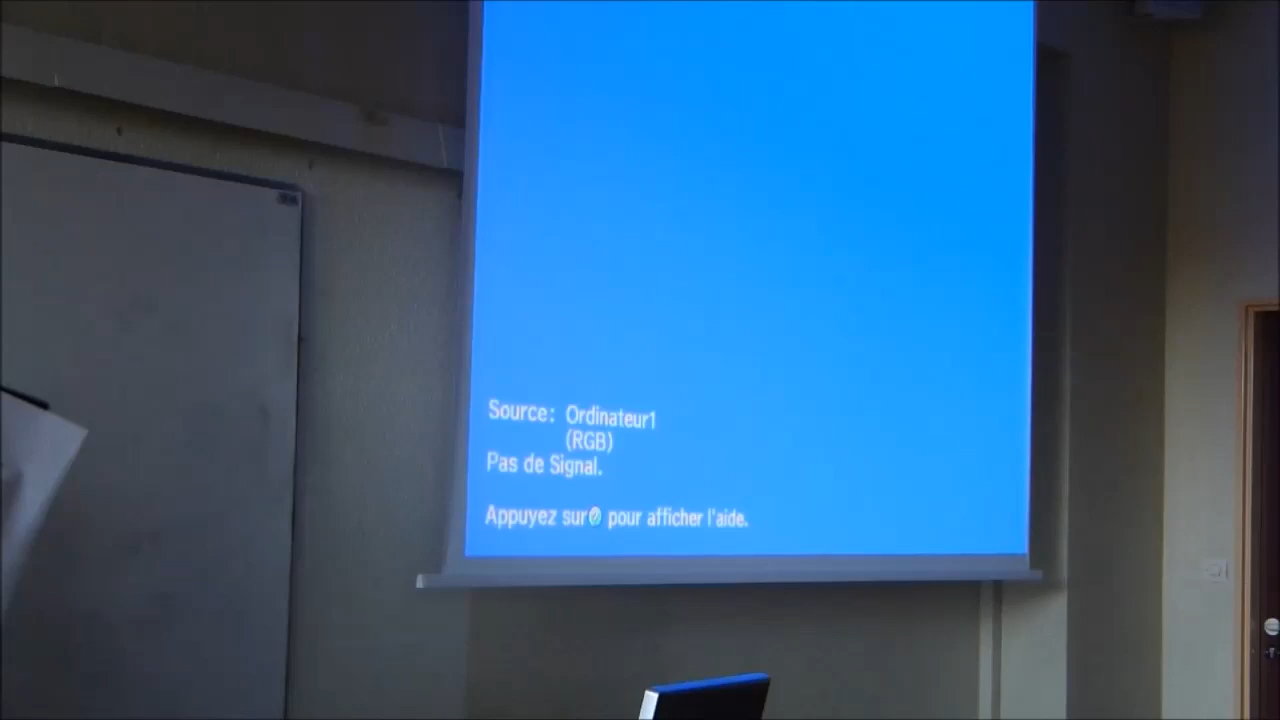 Source: Ordinateur1
(RGB)
Pas de Signal.
Appuyez sur pour afficher l'aide.